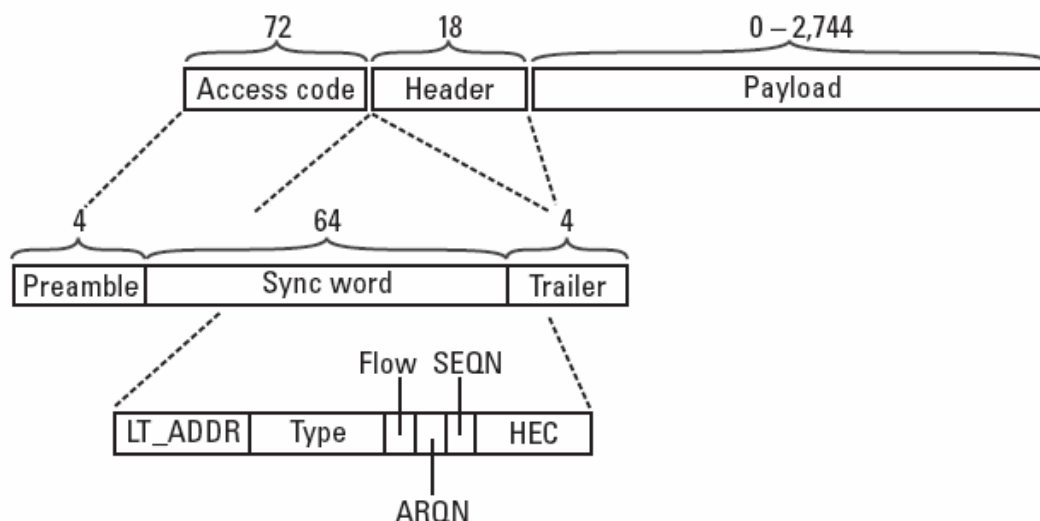 72 18 0 – 2,744
Access code Header Payload
4 64 4
Preamble Sync word Trailer
Flow SEQN
LT_ADDR Type HEC
ARQN